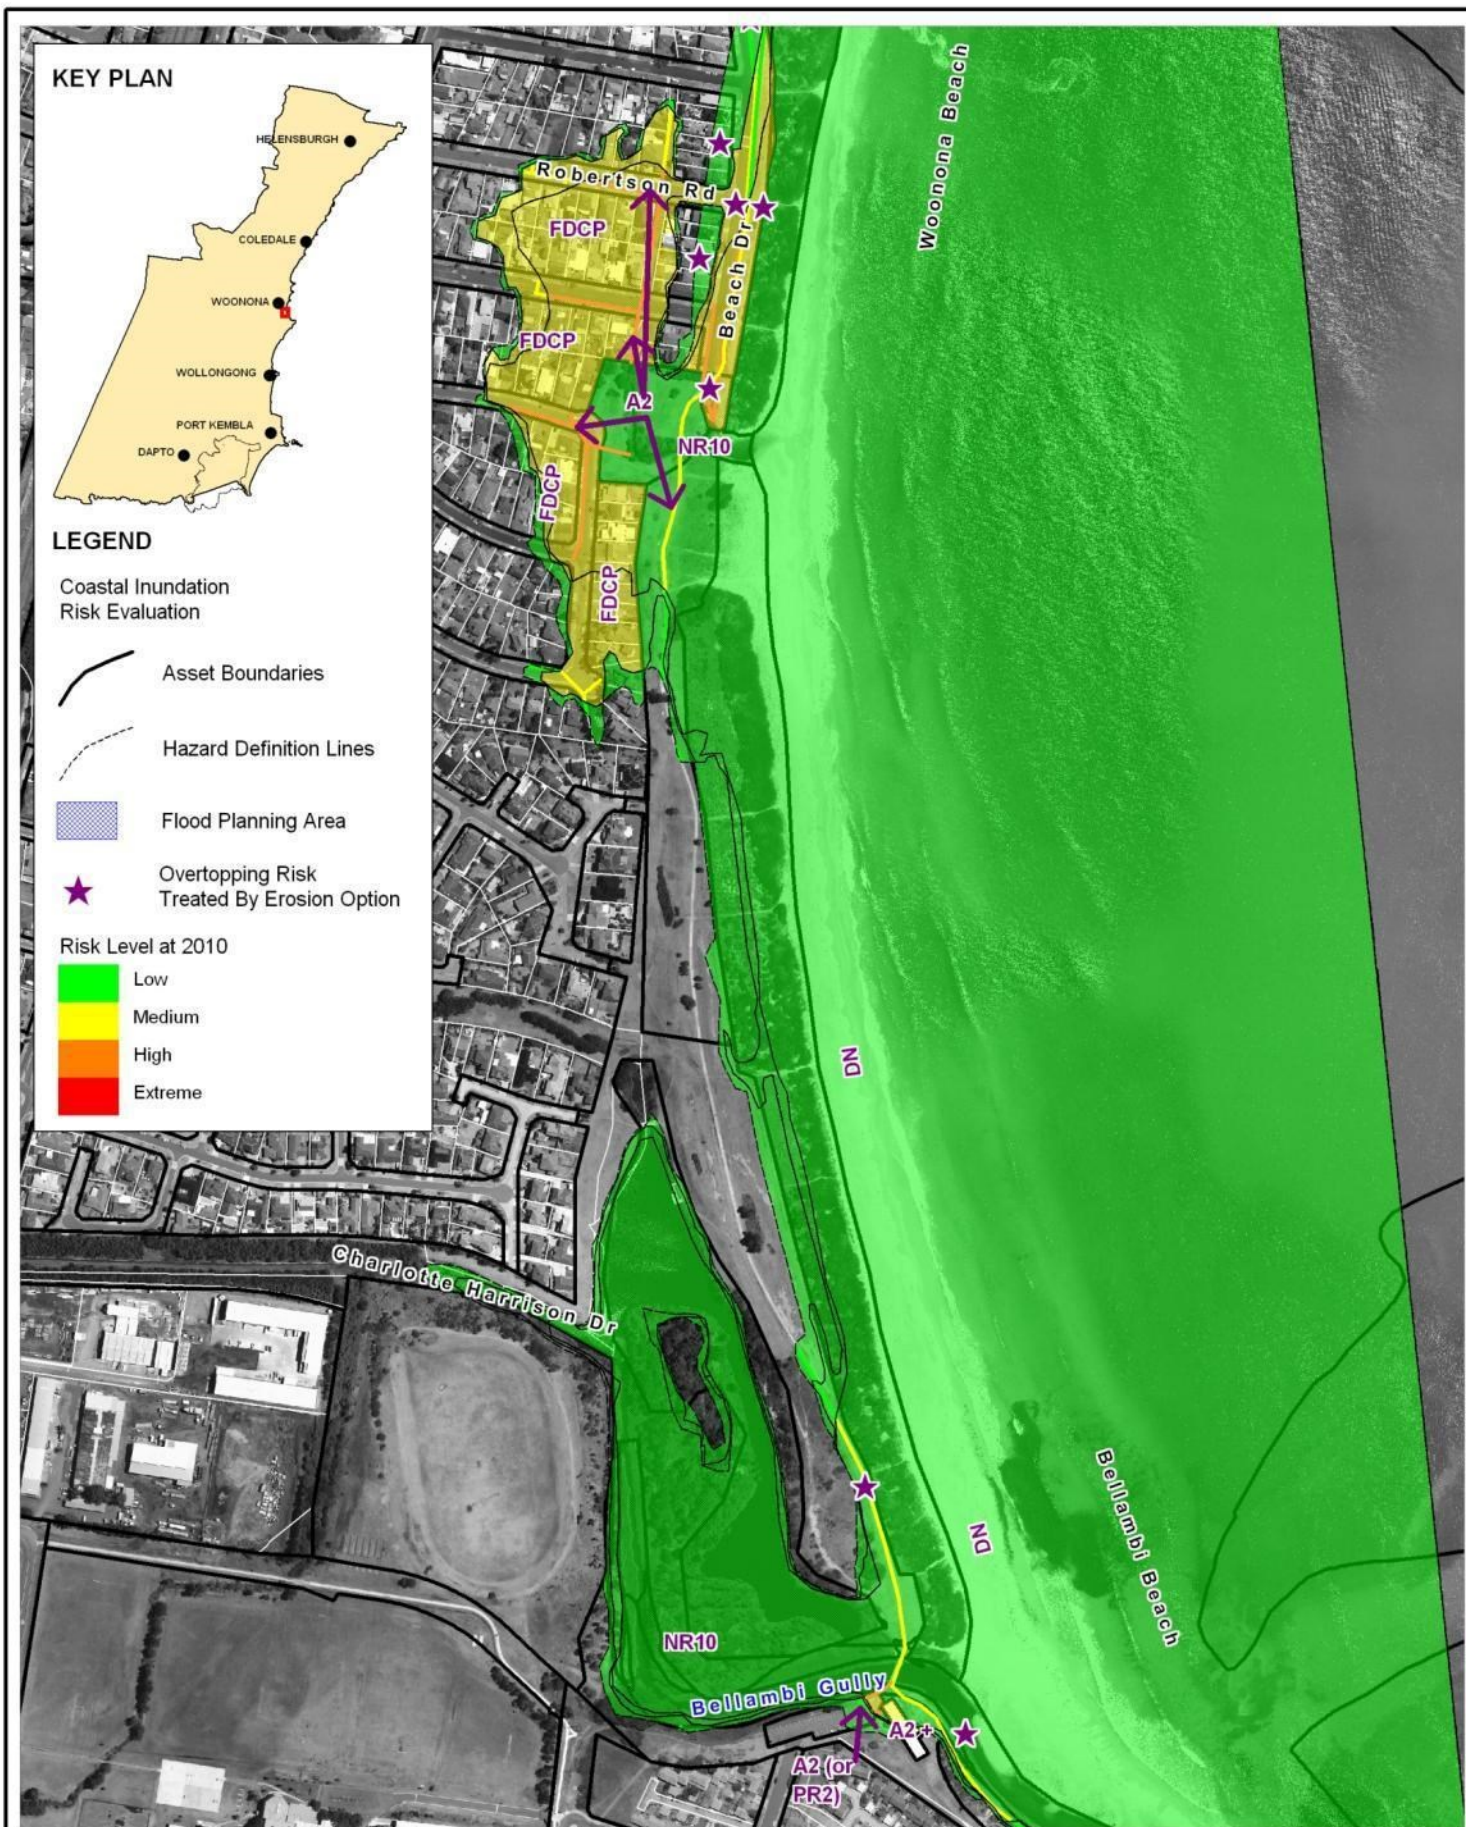 KEY PLAN
HELENSBURGH
COLEDALE
WOONONA
WOLLONGONG
PORT KEMBLA
DAPTO
LEGEND
Coastal Inundation
Risk Evaluation
Asset Boundaries
Hazard Definition Lines
Flood Planning Area
Overtopping Risk
Treated By Erosion Option
Risk Level at 2010
Low
Medium
High
Extreme
Woonona Beach
Robertson Rd
FDCP
Beach Dr
FDCP
A2
NR10
FDCP
FDCP
DN
Charlotte Harrison Dr
DN
Bellambi Beach
NR10
Bellambi Gully
A2 +
A2 (or
PR2)